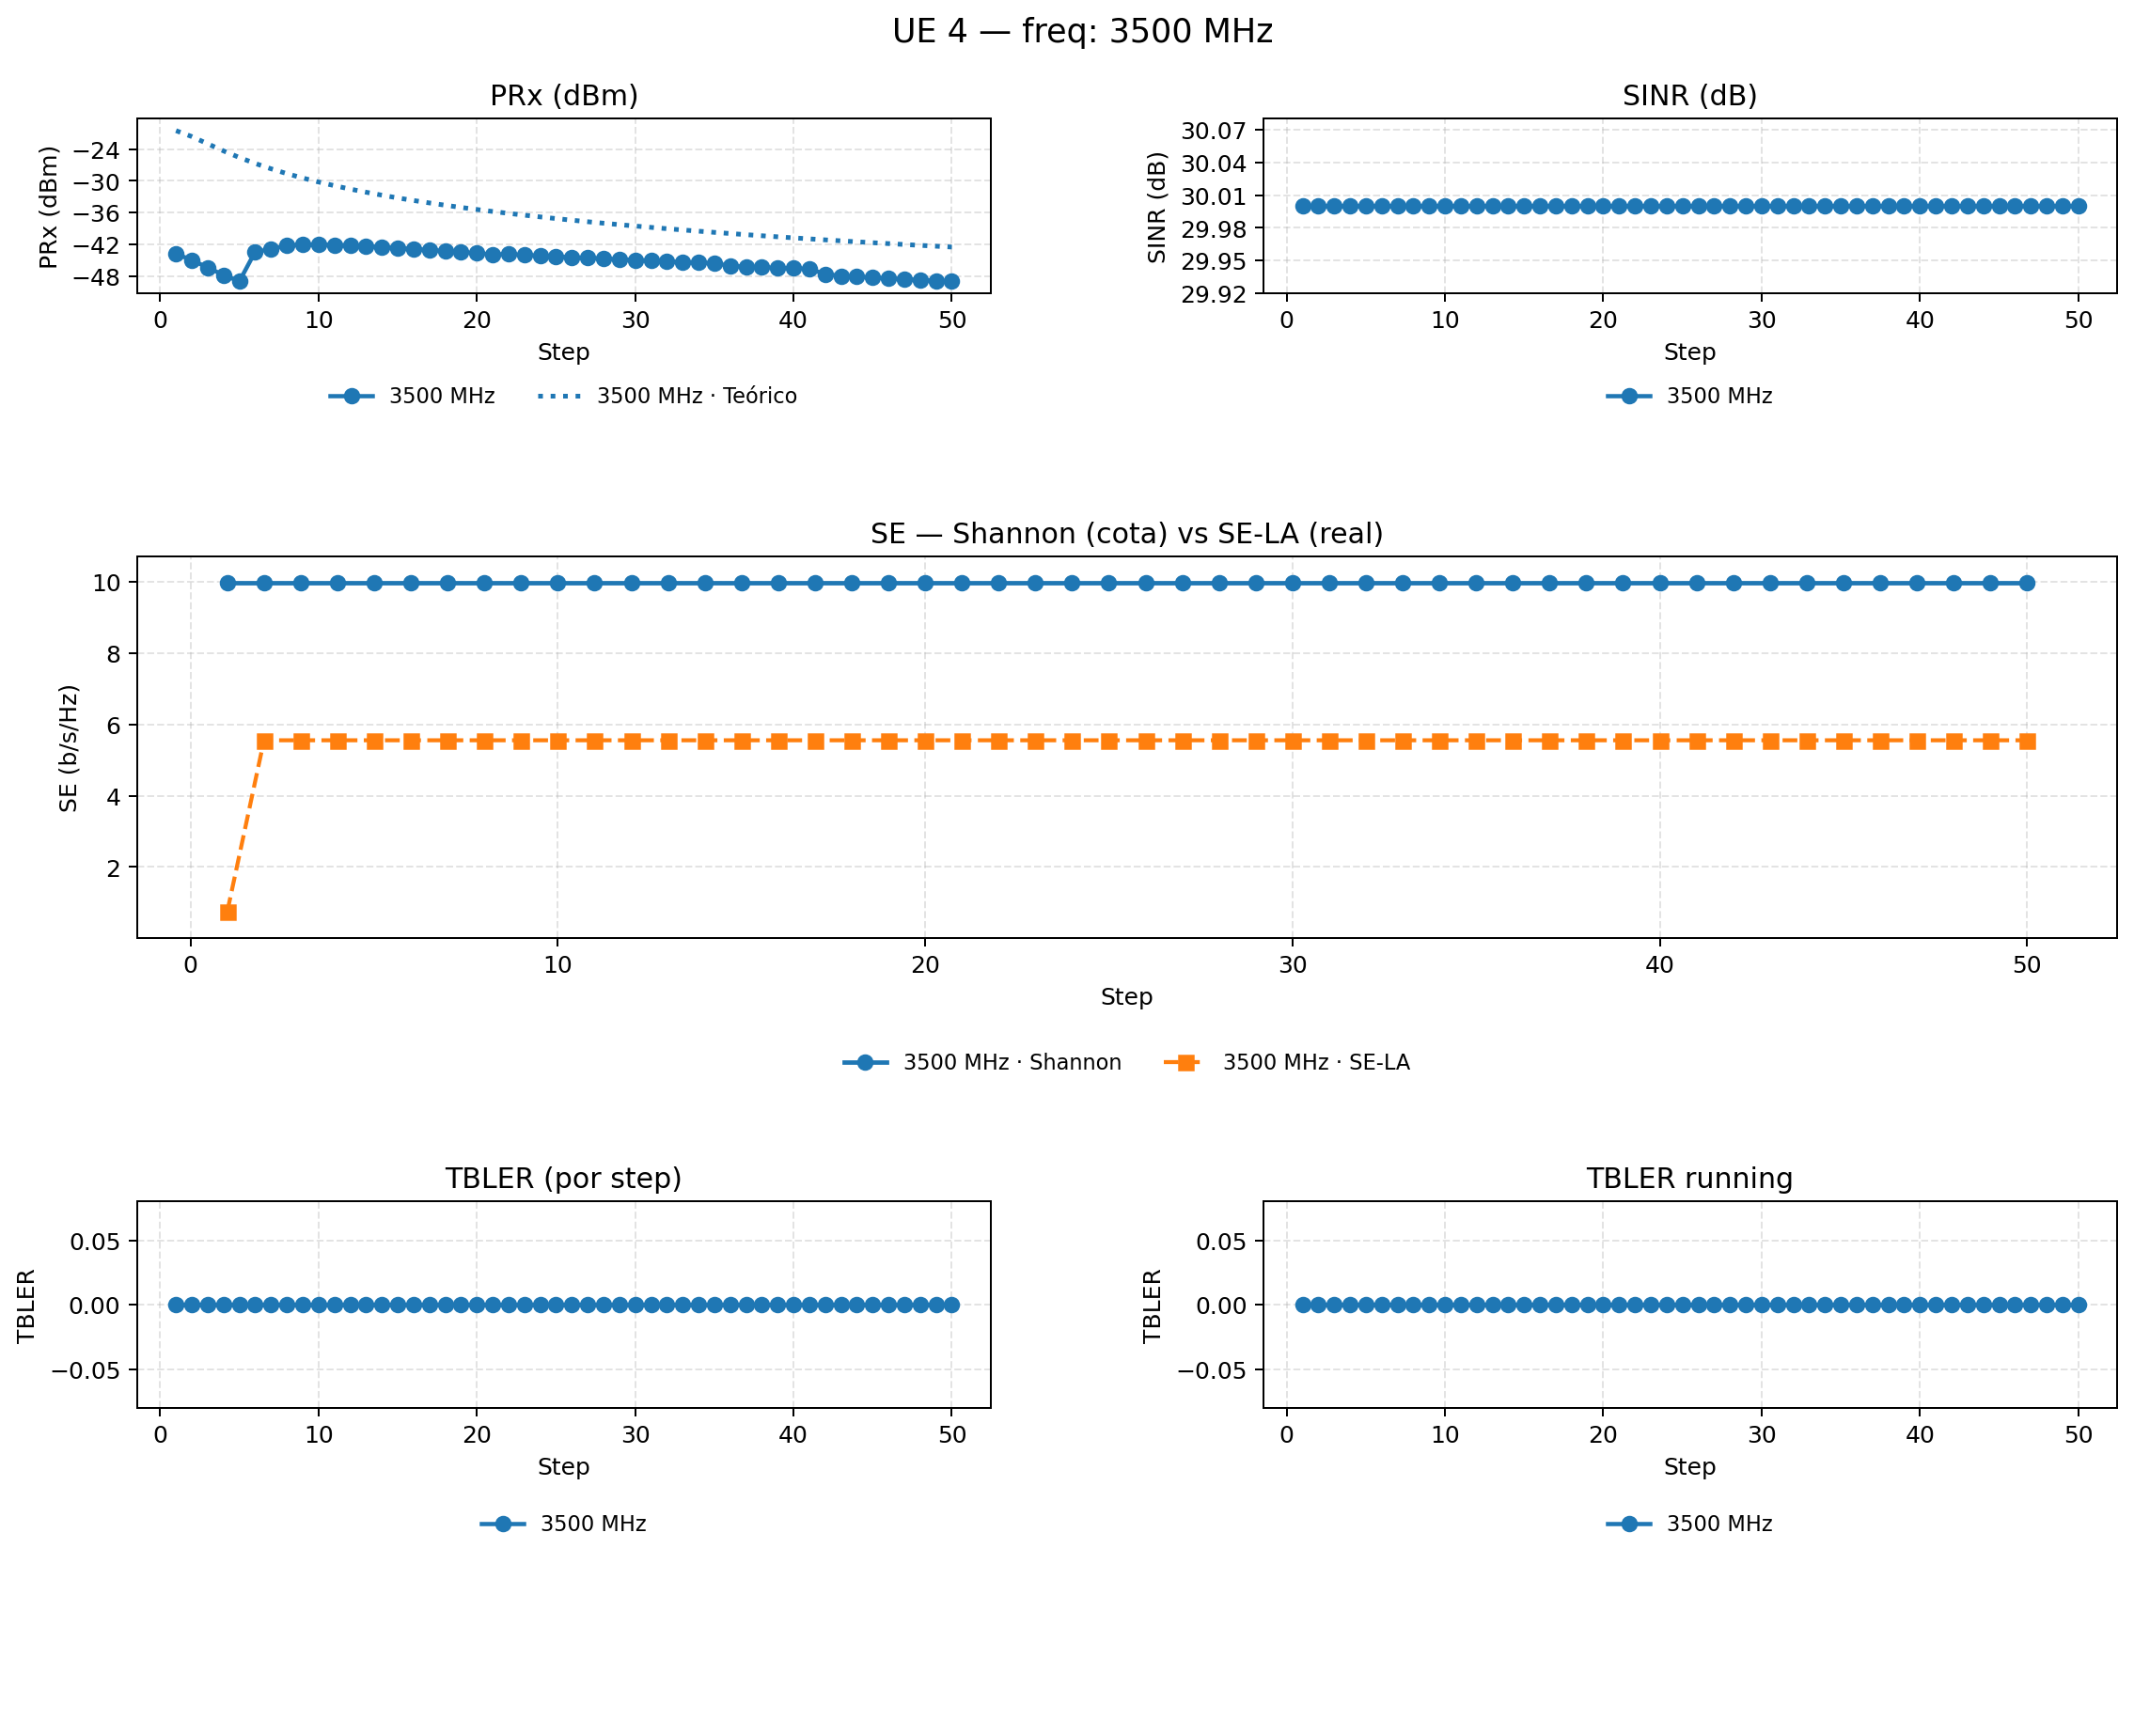 UE 4 — freq: 3500 MHz
PRx (dBm)
PRx (dBm)
−24
−30
−36
−42
−48
0 10 20 30 40 50
Step
3500 MHz 3500 MHz · Teórico
SINR (dB)
SINR (dB)
30.07
30.04
30.01
29.98
29.95
29.92
0 10 20 30 40 50
Step
3500 MHz
SE — Shannon (cota) vs SE-LA (real)
SE (b/s/Hz)
10
8
6
4
2
0 10 20 30 40 50
Step
3500 MHz · Shannon 3500 MHz · SE-LA
TBLER (por step)
TBLER
0.05
0.00
−0.05
0 10 20 30 40 50
Step
3500 MHz
TBLER running
TBLER
0.05
0.00
−0.05
0 10 20 30 40 50
Step
3500 MHz